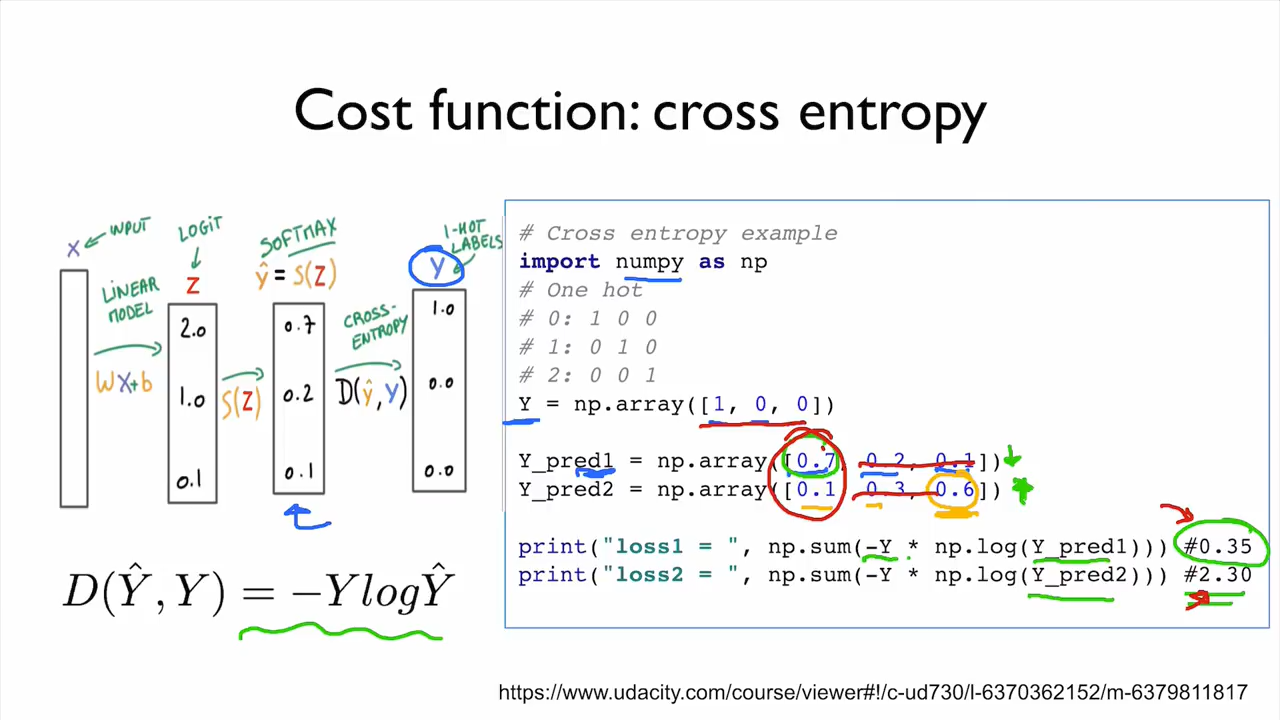 Cost function: cross entropy
X
INPUT
LINEAR
MODEL
WX+b
LOGIT
Z
2.0
1.0
0.1
S(Z)
SOFTMAX
ŷ = S(Z)
0.7
0.2
0.1
CROSS-
ENTROPY
D(ŷ,Y)
1-HOT
LABELS
Y
1.0
0.0
0.0
D(Ŷ, Y) = −Y log Ŷ
# Cross entropy example
import numpy as np
# One hot
# 0: 1 0 0
# 1: 0 1 0
# 2: 0 0 1
Y = np.array([1, 0, 0])
Y_pred1 = np.array([0.7, 0.2, 0.1])
Y_pred2 = np.array([0.1, 0.3, 0.6])
print("loss1 = ", np.sum(-Y * np.log(Y_pred1))) #0.35
print("loss2 = ", np.sum(-Y * np.log(Y_pred2))) #2.30
https://www.udacity.com/course/viewer#!/c-ud730/l-6370362152/m-6379811817